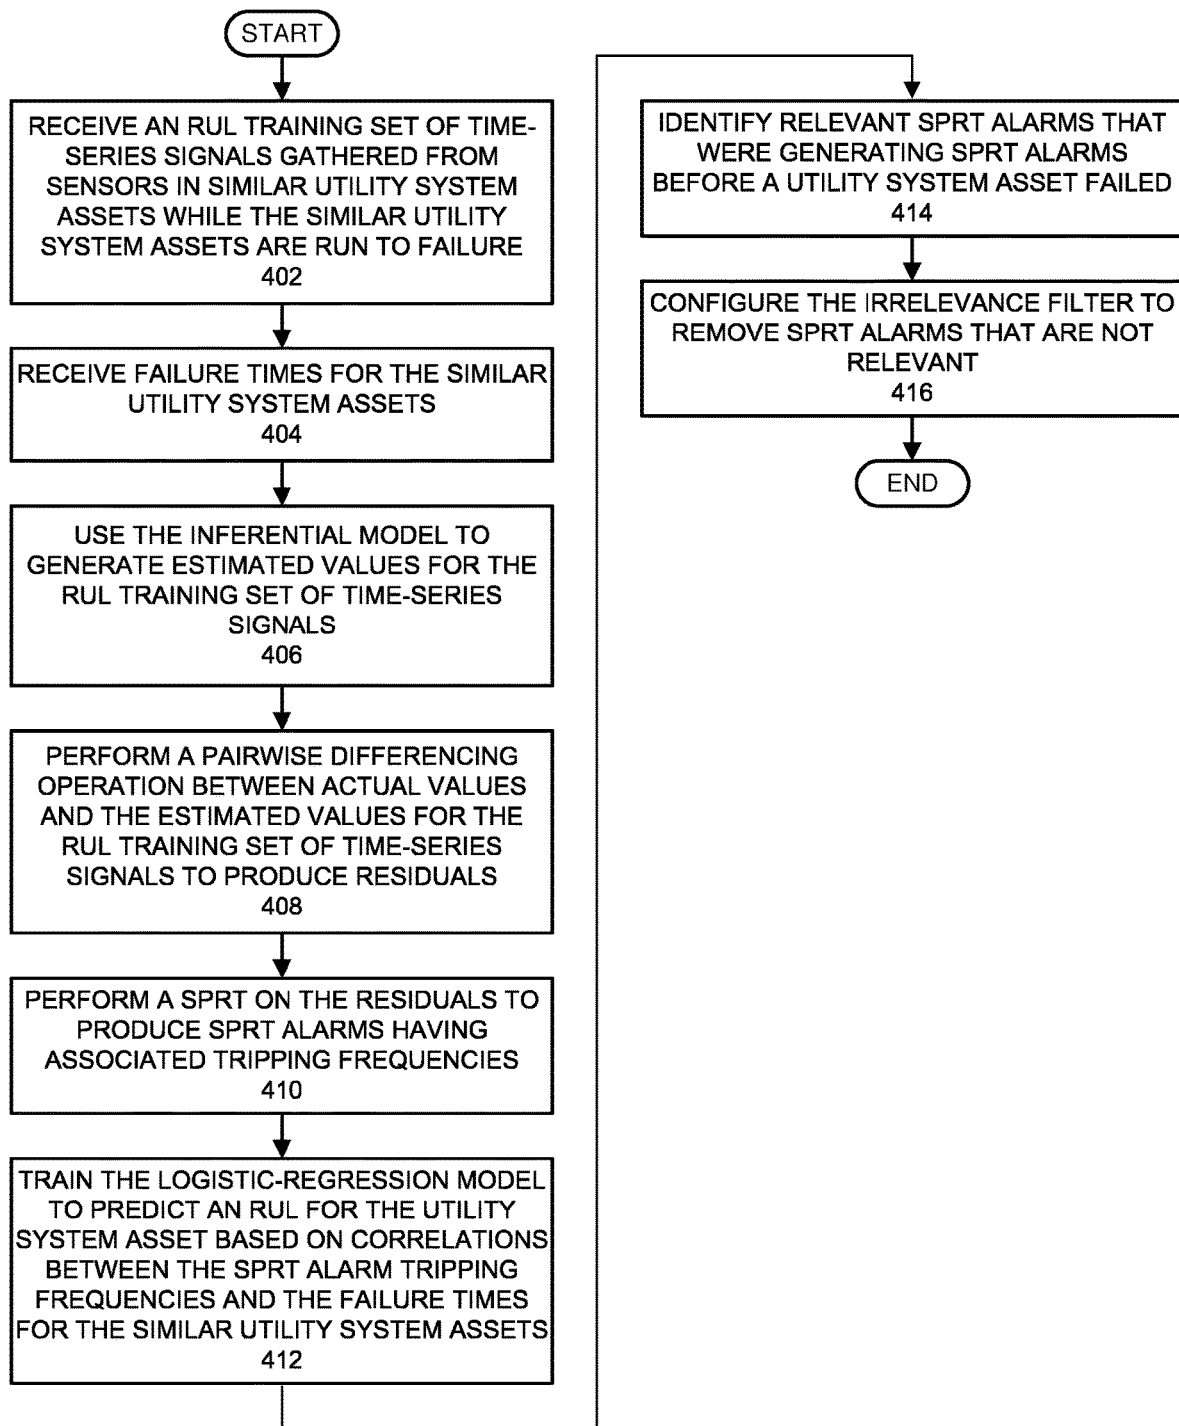 START
RECEIVE AN RUL TRAINING SET OF TIME-
SERIES SIGNALS GATHERED FROM
SENSORS IN SIMILAR UTILITY SYSTEM
ASSETS WHILE THE SIMILAR UTILITY
SYSTEM ASSETS ARE RUN TO FAILURE
402
RECEIVE FAILURE TIMES FOR THE SIMILAR
UTILITY SYSTEM ASSETS
404
USE THE INFERENTIAL MODEL TO
GENERATE ESTIMATED VALUES FOR THE
RUL TRAINING SET OF TIME-SERIES
SIGNALS
406
PERFORM A PAIRWISE DIFFERENCING
OPERATION BETWEEN ACTUAL VALUES
AND THE ESTIMATED VALUES FOR THE
RUL TRAINING SET OF TIME-SERIES
SIGNALS TO PRODUCE RESIDUALS
408
PERFORM A SPRT ON THE RESIDUALS TO
PRODUCE SPRT ALARMS HAVING
ASSOCIATED TRIPPING FREQUENCIES
410
TRAIN THE LOGISTIC-REGRESSION MODEL
TO PREDICT AN RUL FOR THE UTILITY
SYSTEM ASSET BASED ON CORRELATIONS
BETWEEN THE SPRT ALARM TRIPPING
FREQUENCIES AND THE FAILURE TIMES
FOR THE SIMILAR UTILITY SYSTEM ASSETS
412
IDENTIFY RELEVANT SPRT ALARMS THAT
WERE GENERATING SPRT ALARMS
BEFORE A UTILITY SYSTEM ASSET FAILED
414
CONFIGURE THE IRRELEVANCE FILTER TO
REMOVE SPRT ALARMS THAT ARE NOT
RELEVANT
416
END